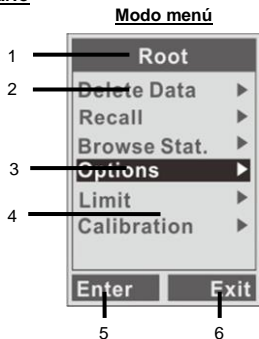 Modo menú
1
Root
2
Delete Data
Recall
Browse Stat.
3
Options
4
Limit
Calibration
Enter Exit
5 6